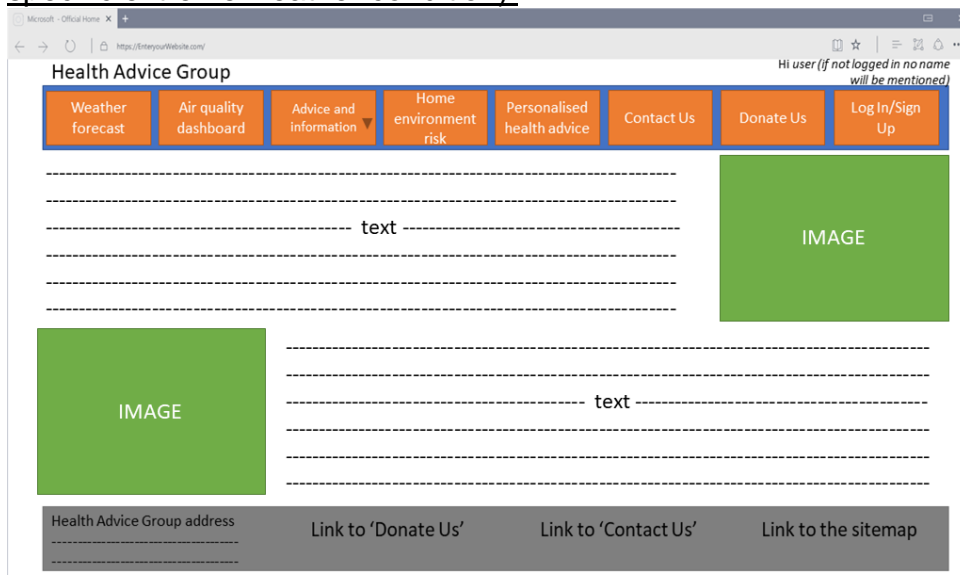 Microsoft - Official Home
https://EnteryourWebsite.com/
Health Advice Group
Hi user (if not logged in no name
will be mentioned)
Weather
forecast
Air quality
dashboard
Advice and
information
Home
environment
risk
Personalised
health advice
Contact Us
Donate Us
Log In/Sign
Up
text
IMAGE
IMAGE
text
Health Advice Group address
Link to ‘Donate Us’
Link to ‘Contact Us’
Link to the sitemap